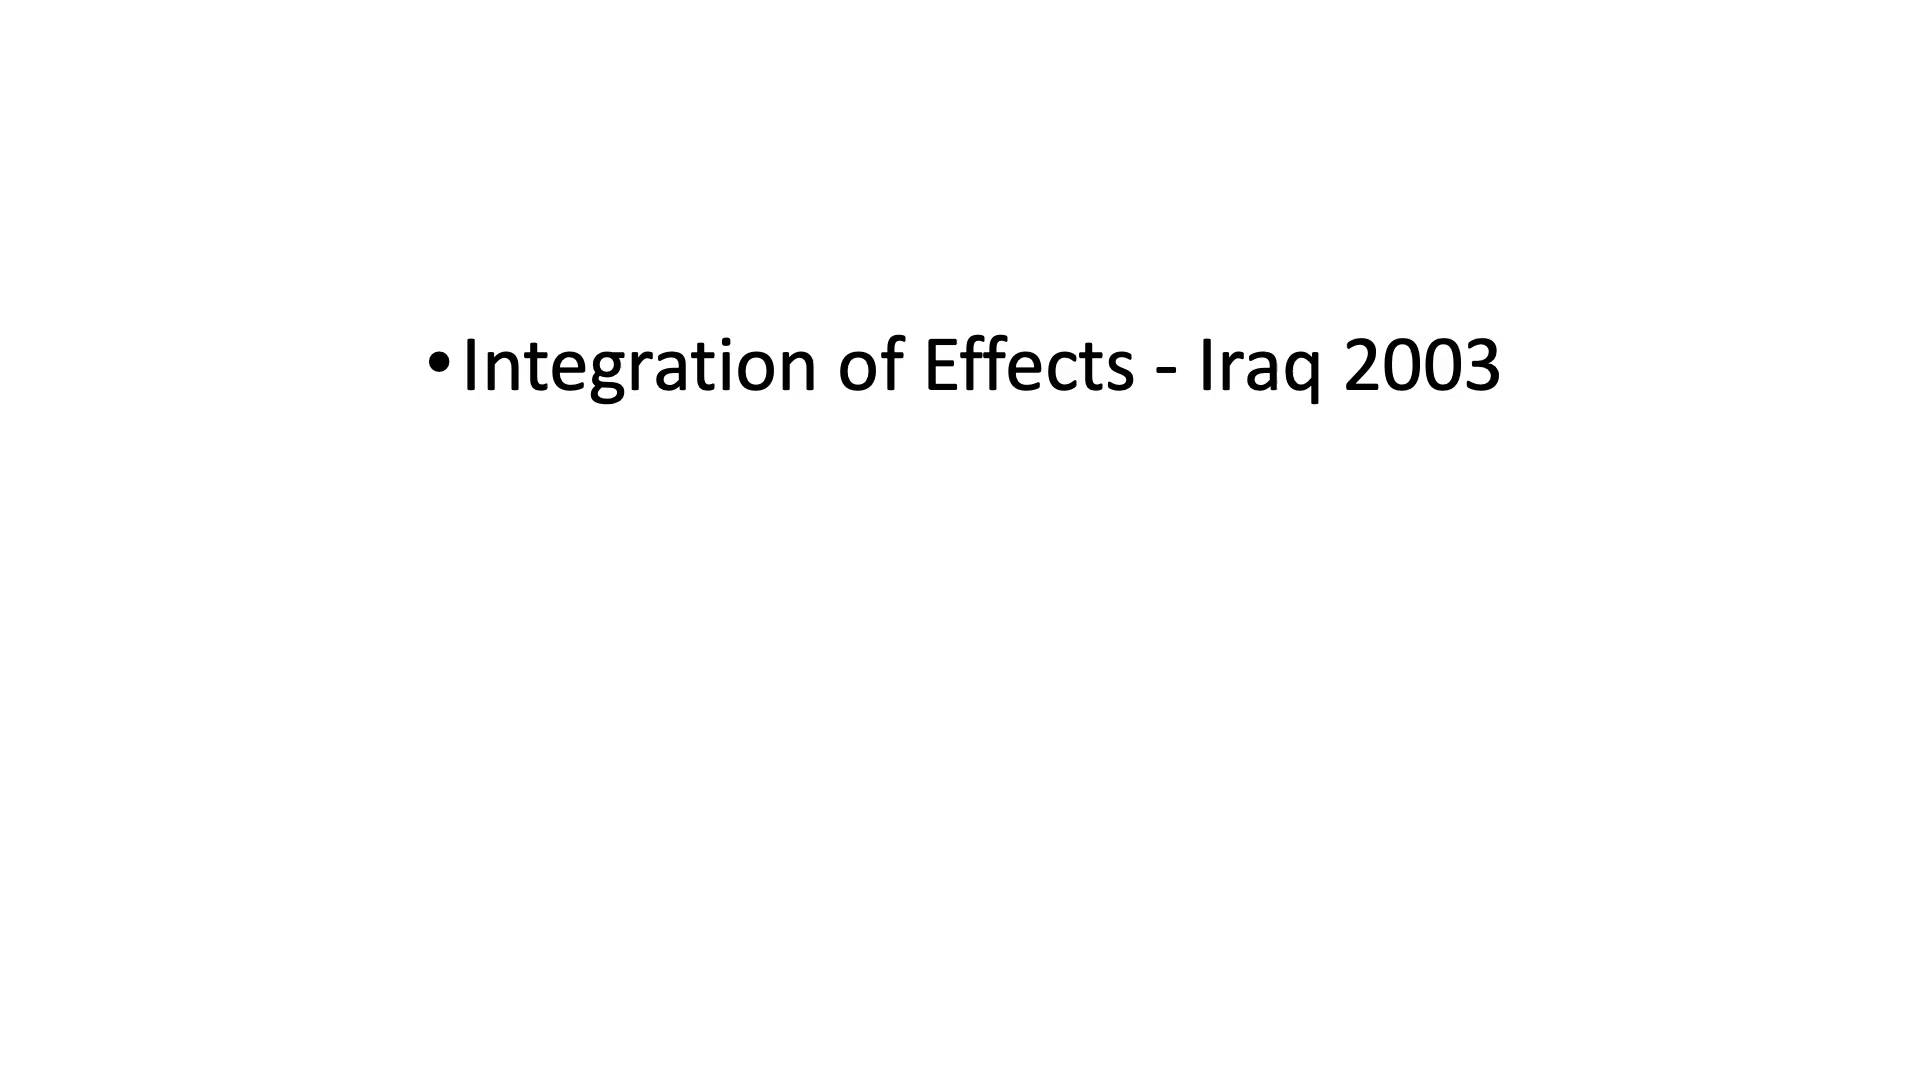 •Integration of Effects - Iraq 2003